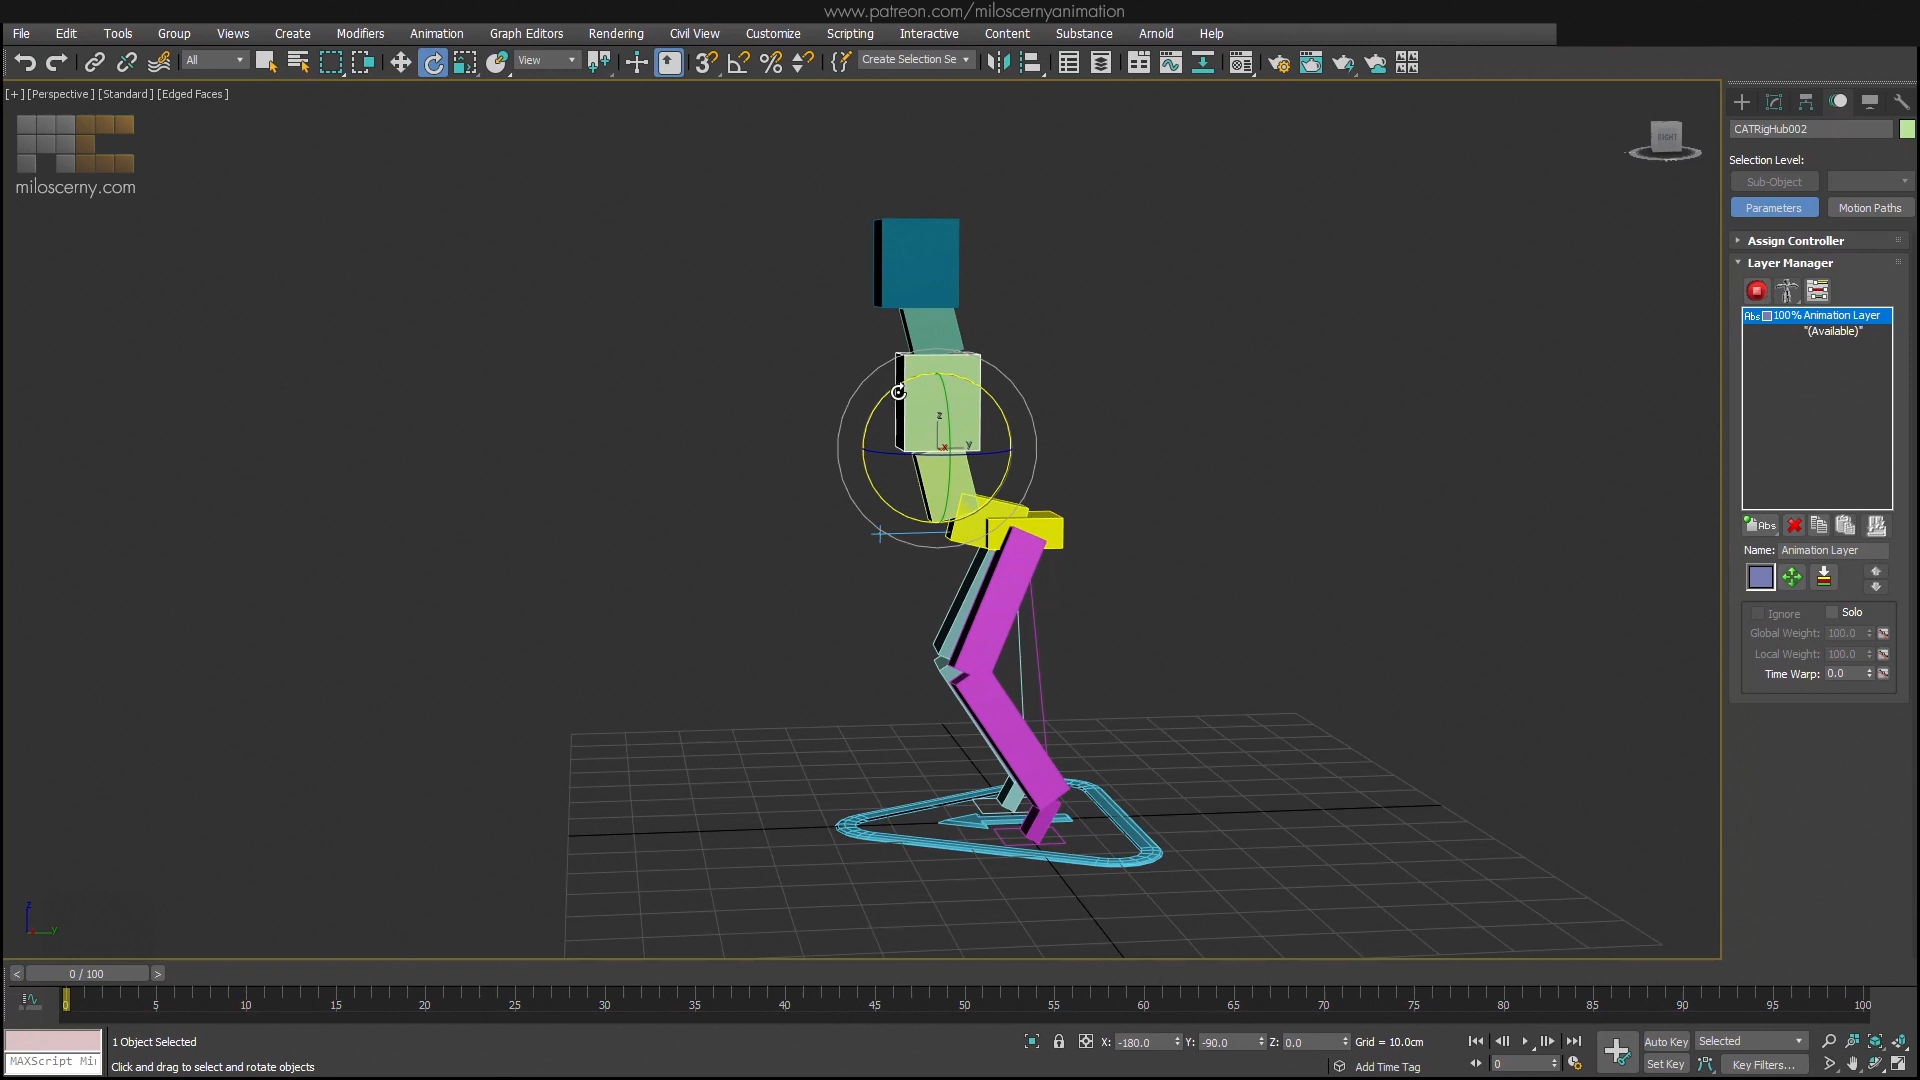 www.patreon.com/miloscernyanimation
File Edit Tools Group Views Create Modifiers Animation Graph Editors Rendering Civil View Customize Scripting Interactive Content Substance Arnold Help
All View Create Selection Se
[+] [Perspective] [Standard] [Edged Faces]
miloscerny.com
RIGHT
CATRigHub002
Selection Level:
Sub-Object
Parameters Motion Paths
Assign Controller
Layer Manager
Abs 100% Animation Layer
"(Available)"
Abs
Name: Animation Layer
Ignore Solo
Global Weight: 100.0
Local Weight: 100.0
Time Warp: 0.0
z
x y
z
x y
< 0 / 100 >
0 5 10 15 20 25 30 35 40 45 50 55 60 65 70 75 80 85 90 95 100
1 Object Selected
X: -180.0 Y: -90.0 Z: 0.0 Grid = 10.0cm
Auto Key Selected
MAXScript Mi
Click and drag to select and rotate objects
Add Time Tag
0
Set Key Key Filters...